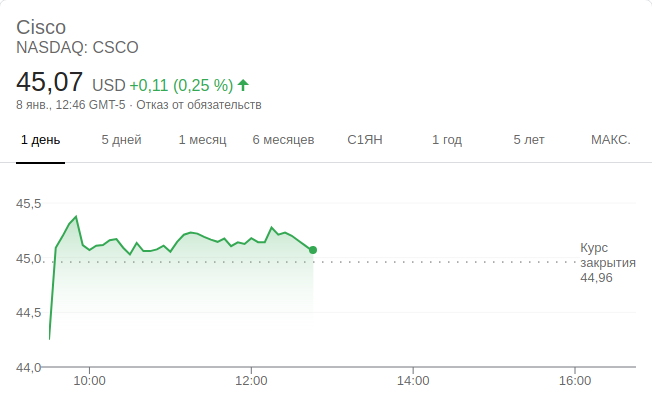 Cisco
NASDAQ: CSCO
45,07 USD +0,11 (0,25 %)
8 янв., 12:46 GMT-5 · Отказ от обязательств
1 день 5 дней 1 месяц 6 месяцев С1ЯН 1 год 5 лет МАКС.
45,5
45,0
44,5
44,0
Курс
закрытия
44,96
10:00 12:00 14:00 16:00